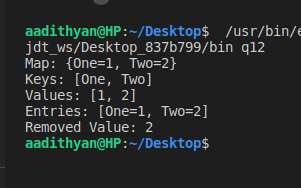 aadithyan@HP:~/Desktop$ /usr/bin/e
jdt_ws/Desktop_837b799/bin q12
Map: {One=1, Two=2}
Keys: [One, Two]
Values: [1, 2]
Entries: [One=1, Two=2]
Removed Value: 2
aadithyan@HP:~/Desktop$